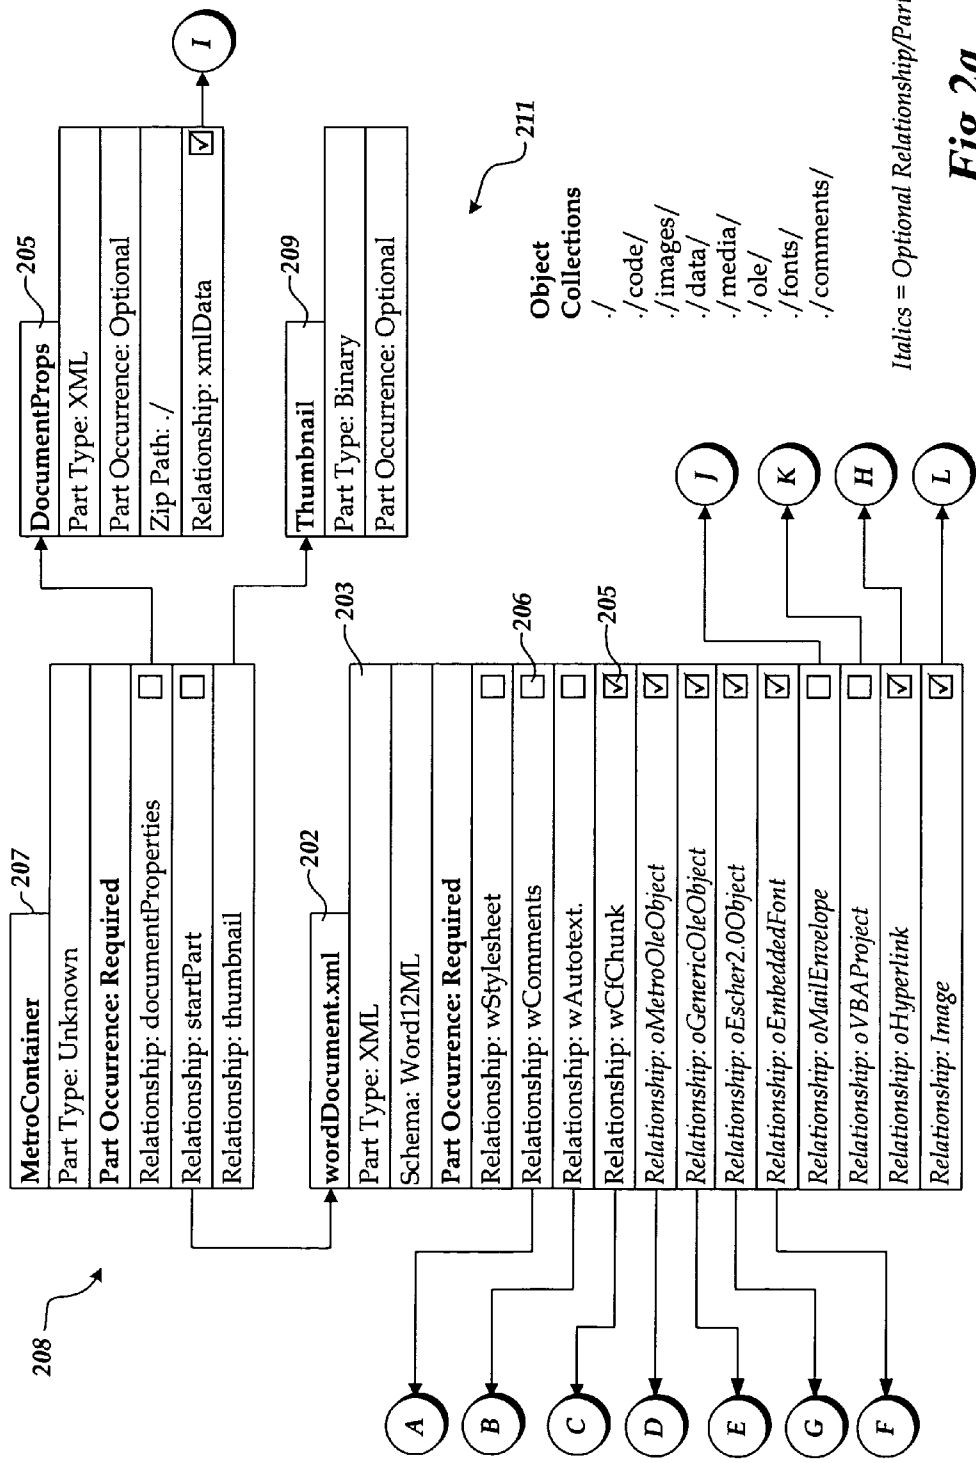 208
MetroContainer
207
Part Type: Unknown
Part Occurrence: Required
Relationship: documentProperties
Relationship: startPart
Relationship: thumbnail
DocumentProps
205
Part Type: XML
Part Occurrence: Optional
Zip Path: ./
Relationship: xmlData
I
Thumbnail
209
Part Type: Binary
Part Occurrence: Optional
wordDocument.xml
202
203
Part Type: XML
Schema: Word12ML
Part Occurrence: Required
Relationship: wStylesheet
Relationship: wComments
206
Relationship: wAutotext.
Relationship: wCfChunk
205
Relationship: oMetroOleObject
Relationship: oGenericOleObject
Relationship: oEscher2.0Object
Relationship: oEmbeddedFont
Relationship: oMailEnvelope
Relationship: oVBAProject
Relationship: oHyperlink
Relationship: Image
A
B
C
D
E
G
F
J
K
H
L
211
Object
Collections
./
./code/
./images/
./data/
./media/
./ole/
./fonts/
./comments/
Italics = Optional Relationship/Part
Fig 2a